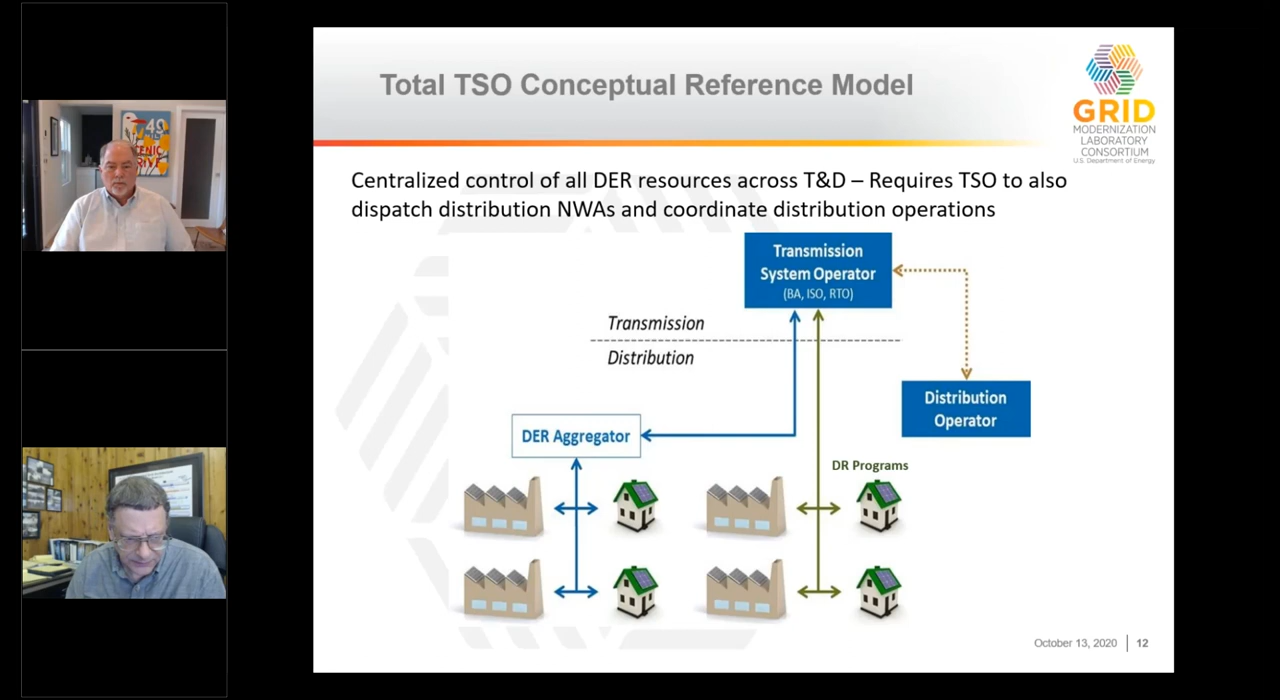 Total TSO Conceptual Reference Model
GRID
MODERNIZATION
LABORATORY
CONSORTIUM
U.S. Department of Energy
Centralized control of all DER resources across T&D – Requires TSO to also
dispatch distribution NWAs and coordinate distribution operations
Transmission
System Operator
(BA, ISO, RTO)
Transmission
Distribution
Distribution
Operator
DER Aggregator
DR Programs
October 13, 2020
12
49